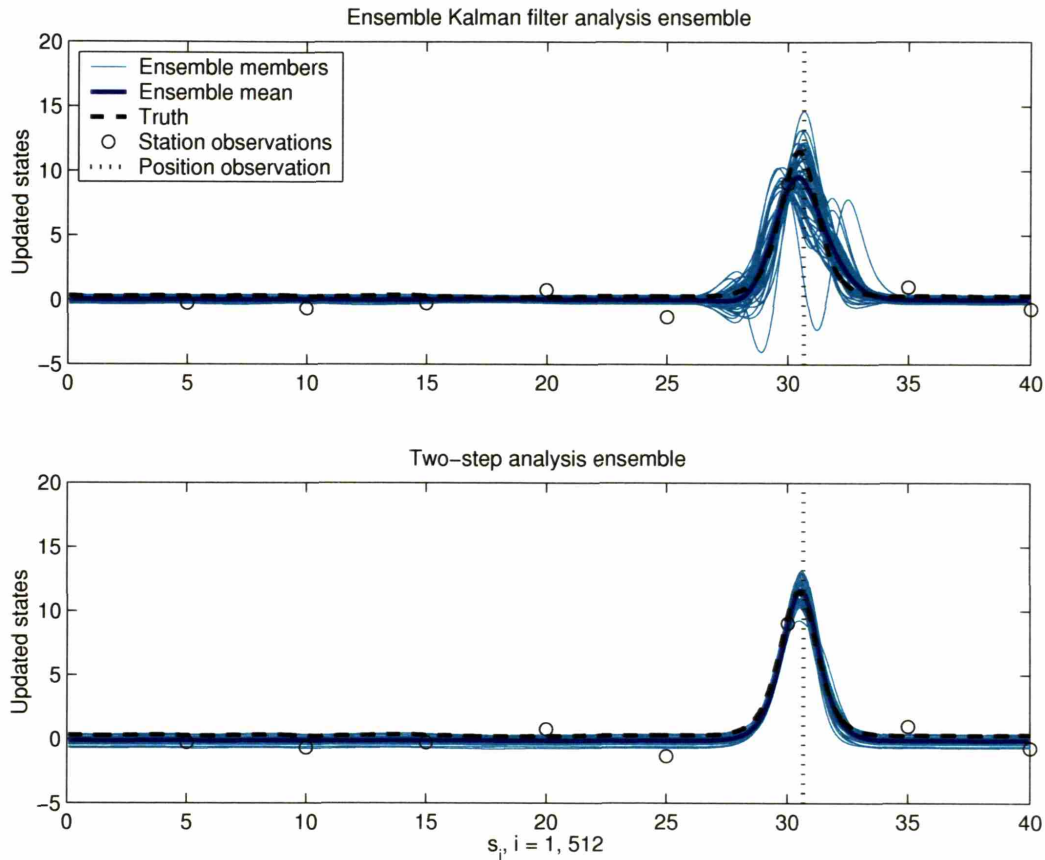 Ensemble Kalman filter analysis ensemble
20
15
10
5
0
−5
Updated states
Ensemble members
Ensemble mean
Truth
Station observations
Position observation
0 5 10 15 20 25 30 35 40
Two−step analysis ensemble
20
15
10
5
0
−5
Updated states
0 5 10 15 20 25 30 35 40
s_i, i = 1, 512